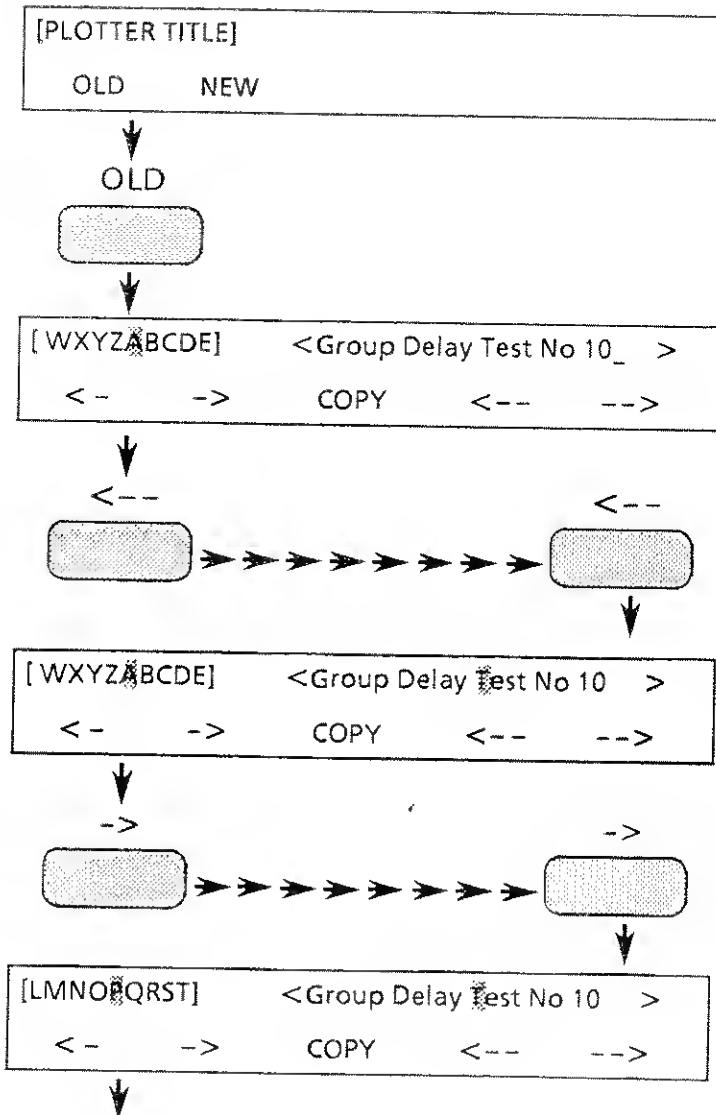 [PLOTTER TITLE]
OLD NEW
OLD
[ WXYZABCDE] <Group Delay Test No 10_ >
<- -> COPY <-- -->
<-- <--
[ WXYZABCDE] <Group Delay Test No 10 >
<- -> COPY <-- -->
-> ->
[LMNOPQRST] <Group Delay Test No 10 >
<- -> COPY <-- -->